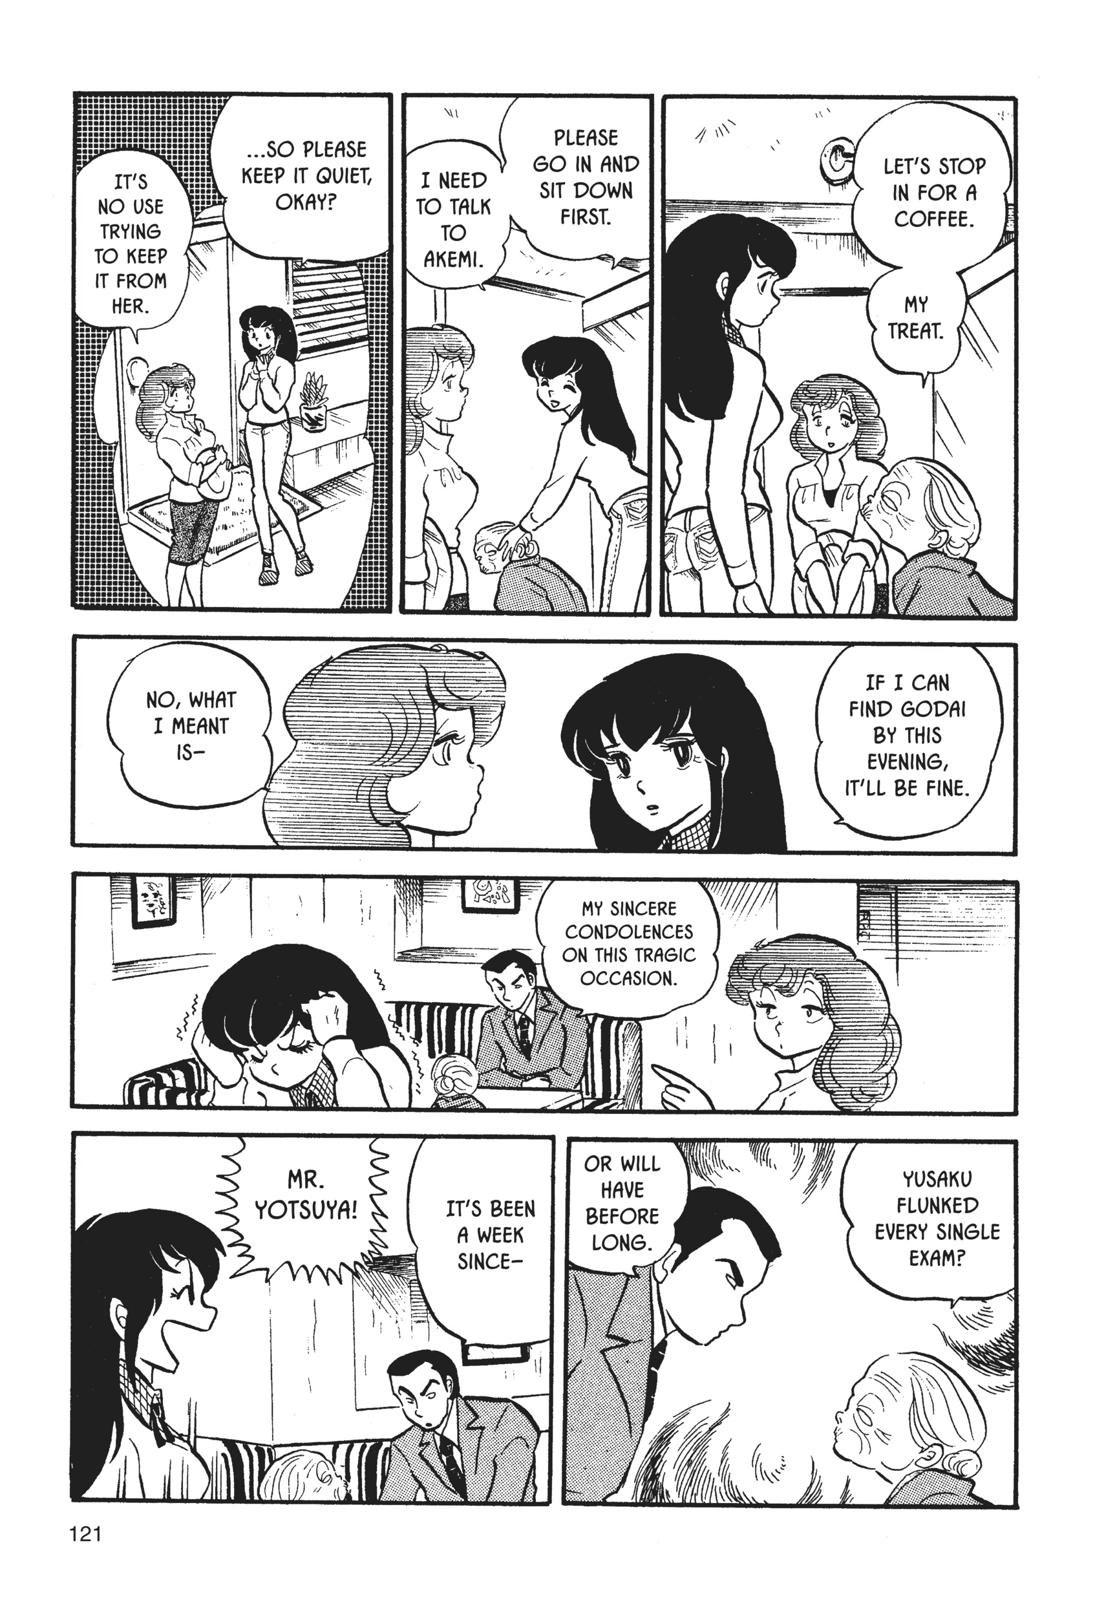 LET'S STOP
IN FOR A
COFFEE.
MY
TREAT.
PLEASE
GO IN AND
SIT DOWN
FIRST.
I NEED
TO TALK
TO
AKEMI.
...SO PLEASE
KEEP IT QUIET,
OKAY?
IT'S
NO USE
TRYING
TO KEEP
IT FROM
HER.
IF I CAN
FIND GODAI
BY THIS
EVENING,
IT'LL BE FINE.
NO, WHAT
I MEANT
IS–
MY SINCERE
CONDOLENCES
ON THIS TRAGIC
OCCASION.
YUSAKU
FLUNKED
EVERY SINGLE
EXAM?
OR WILL
HAVE
BEFORE
LONG.
IT'S BEEN
A WEEK
SINCE–
MR.
YOTSUYA!
121